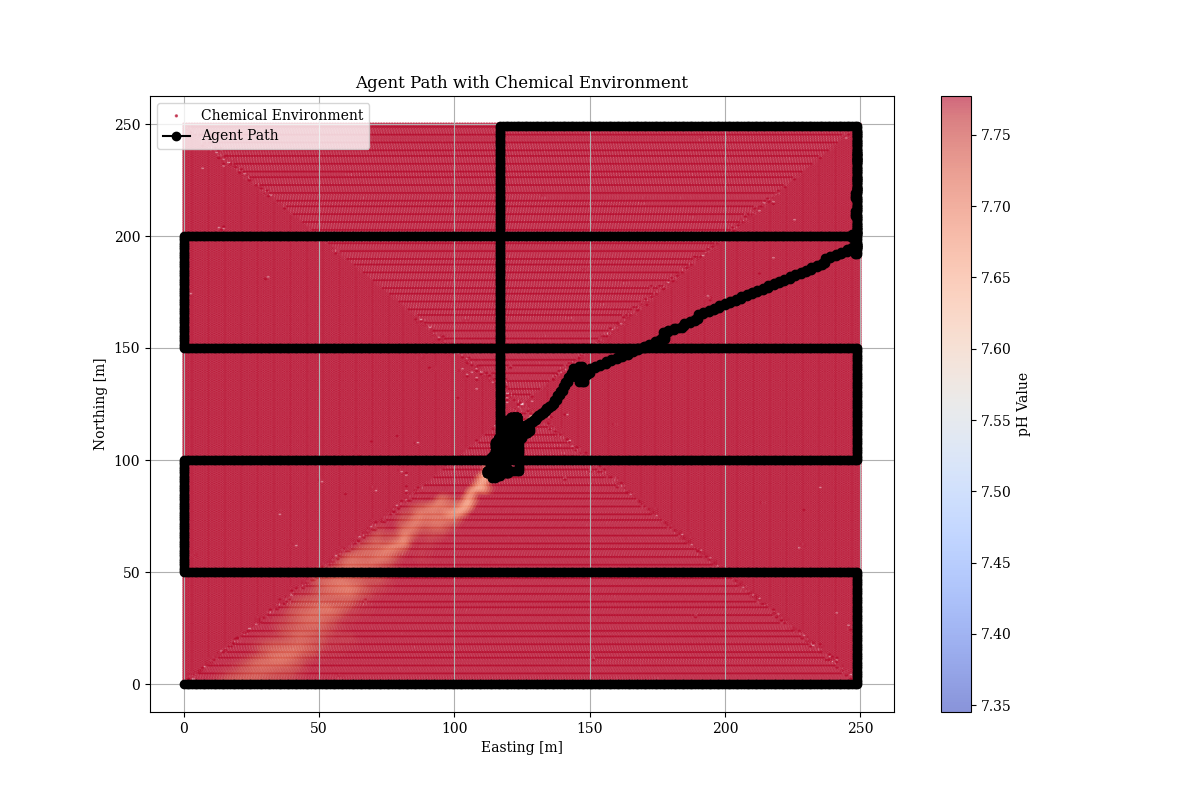 Agent Path with Chemical Environment
Chemical Environment
Agent Path
250
200
150
100
50
0
Northing [m]
0 50 100 150 200 250
Easting [m]
7.75
7.70
7.65
7.60
7.55
7.50
7.45
7.40
7.35
pH Value